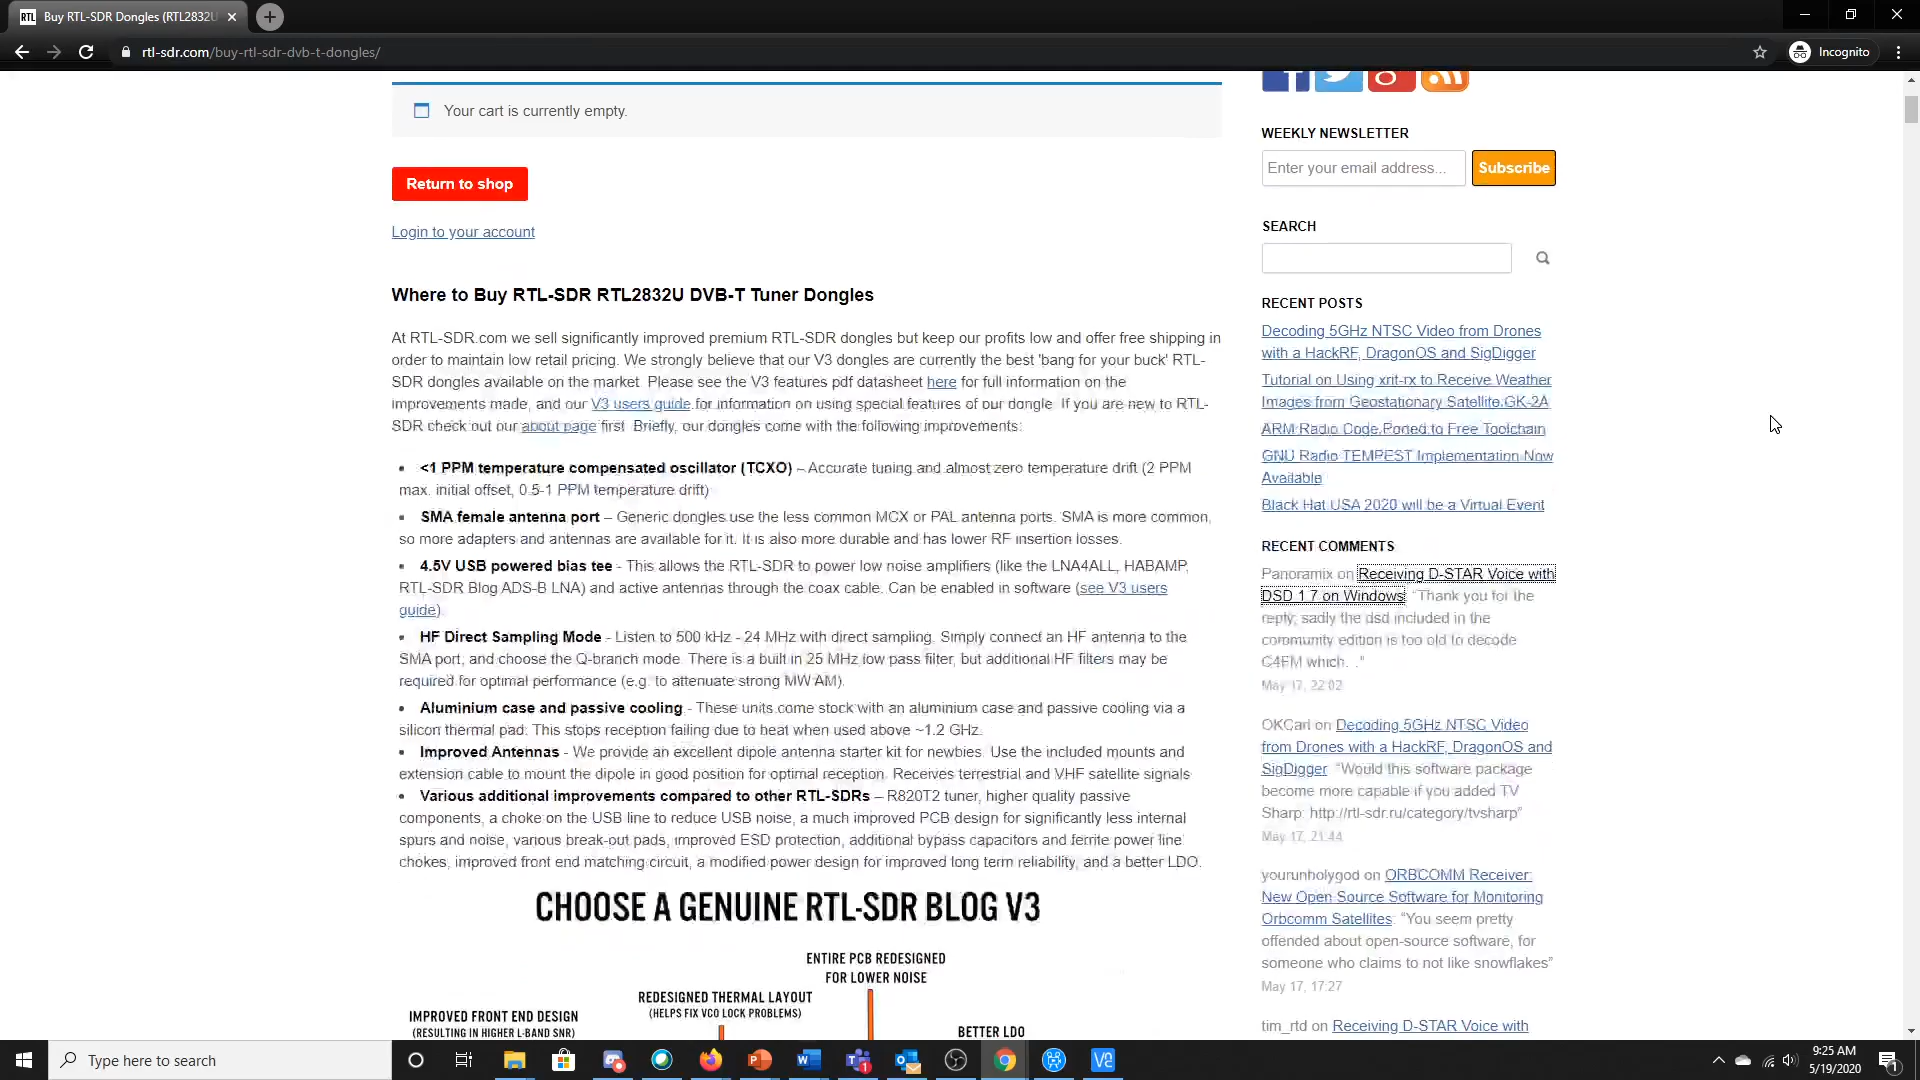 RTL Buy RTL-SDR Dongles (RTL2832U
rtl-sdr.com/buy-rtl-sdr-dvb-t-dongles/
Incognito
Your cart is currently empty.
Return to shop
Login to your account
Where to Buy RTL-SDR RTL2832U DVB-T Tuner Dongles
At RTL-SDR.com we sell significantly improved premium RTL-SDR dongles but keep our profits low and offer free shipping in
order to maintain low retail pricing. We strongly believe that our V3 dongles are currently the best 'bang for your buck' RTL-
SDR dongles available on the market. Please see the V3 features pdf datasheet here for full information on the
improvements made, and our V3 users guide for information on using special features of our dongle. If you are new to RTL-
SDR check out our about page first. Briefly, our dongles come with the following improvements:
• <1 PPM temperature compensated oscillator (TCXO) – Accurate tuning and almost zero temperature drift (2 PPM
max. initial offset, 0.5-1 PPM temperature drift)
• SMA female antenna port – Generic dongles use the less common MCX or PAL antenna ports. SMA is more common,
so more adapters and antennas are available for it. It is also more durable and has lower RF insertion losses.
• 4.5V USB powered bias tee - This allows the RTL-SDR to power low noise amplifiers (like the LNA4ALL, HABAMP,
RTL-SDR Blog ADS-B LNA) and active antennas through the coax cable. Can be enabled in software (see V3 users
guide).
• HF Direct Sampling Mode - Listen to 500 kHz - 24 MHz with direct sampling. Simply connect an HF antenna to the
SMA port, and choose the Q-branch mode. There is a built in 25 MHz low pass filter, but additional HF filters may be
required for optimal performance (e.g. to attenuate strong MW AM).
• Aluminium case and passive cooling - These units come stock with an aluminium case and passive cooling via a
silicon thermal pad. This stops reception failing due to heat when used above ~1.2 GHz.
• Improved Antennas - We provide an excellent dipole antenna starter kit for newbies. Use the included mounts and
extension cable to mount the dipole in good position for optimal reception. Receives terrestrial and VHF satellite signals
• Various additional improvements compared to other RTL-SDRs – R820T2 tuner, higher quality passive
components, a choke on the USB line to reduce USB noise, a much improved PCB design for significantly less internal
spurs and noise, various break-out pads, improved ESD protection, additional bypass capacitors and ferrite power line
chokes, improved front end matching circuit, a modified power design for improved long term reliability, and a better LDO.
CHOOSE A GENUINE RTL-SDR BLOG V3
ENTIRE PCB REDESIGNED
FOR LOWER NOISE
REDESIGNED THERMAL LAYOUT
(HELPS FIX VCO LOCK PROBLEMS)
IMPROVED FRONT END DESIGN
(RESULTING IN HIGHER L-BAND SNR)
BETTER LDO
WEEKLY NEWSLETTER
Enter your email address...
Subscribe
SEARCH
RECENT POSTS
Decoding 5GHz NTSC Video from Drones
with a HackRF, DragonOS and SigDigger
Tutorial on Using xrit-rx to Receive Weather
Images from Geostationary Satellite GK-2A
ARM Radio Code Ported to Free Toolchain
GNU Radio TEMPEST Implementation Now
Available
Black Hat USA 2020 will be a Virtual Event
RECENT COMMENTS
Panoramix on Receiving D-STAR Voice with
DSD 1.7 on Windows: “Thank you for the
reply, sadly the dsd included in the
community edition is too old to decode
C4FM which…”
May 17, 22:02
OKCarl on Decoding 5GHz NTSC Video
from Drones with a HackRF, DragonOS and
SigDigger: “Would this software package
become more capable if you added TV
Sharp: http://rtl-sdr.ru/category/tvsharp”
May 17, 21:44
yourunholygod on ORBCOMM Receiver:
New Open Source Software for Monitoring
Orbcomm Satellites: “You seem pretty
offended about open-source software, for
someone who claims to not like snowflakes”
May 17, 17:27
tim_rtd on Receiving D-STAR Voice with
Type here to search
9:25 AM
5/19/2020